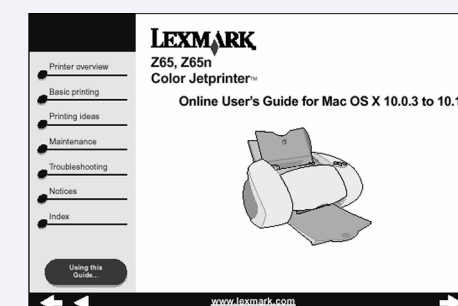 LEXMARK
Z65, Z65n
Color Jetprinter™
Online User's Guide for Mac OS X 10.0.3 to 10.1
Printer overview
Basic printing
Printing ideas
Maintenance
Troubleshooting
Notices
Index
Using this
Guide...
www.lexmark.com